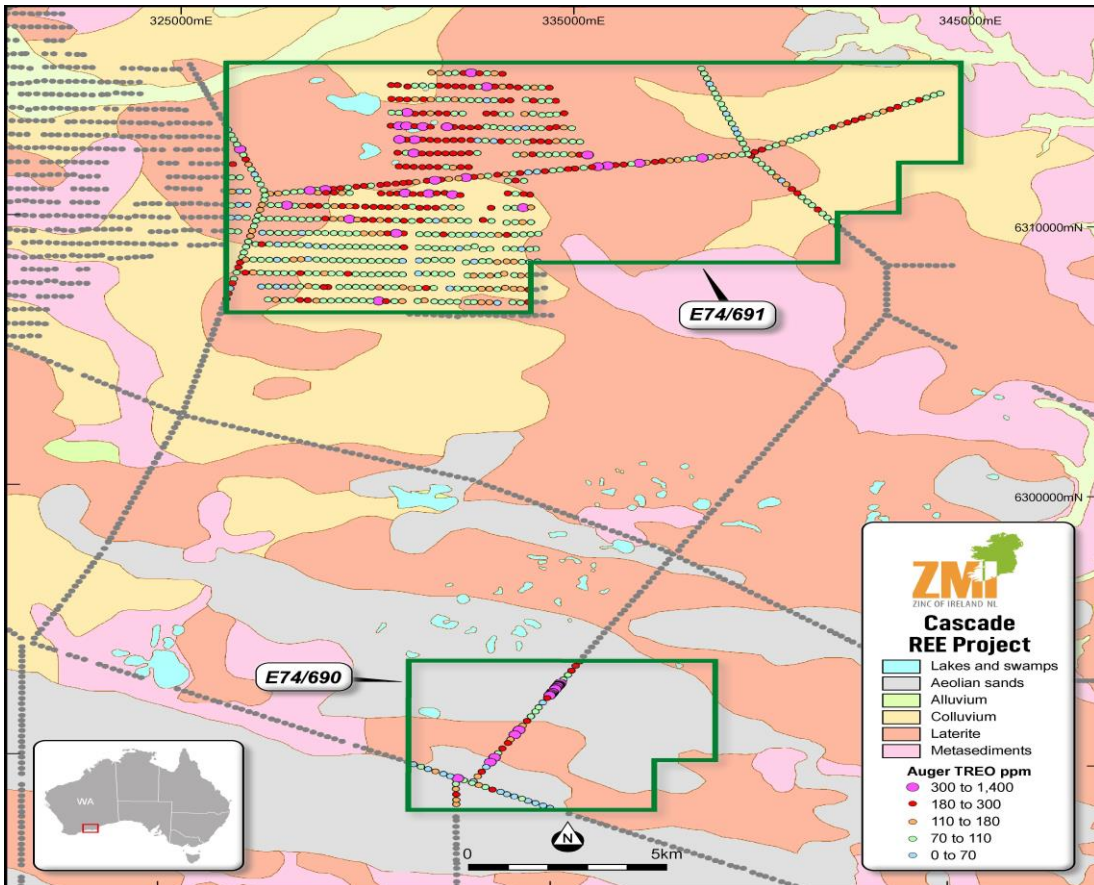 325000mE
335000mE
345000mE
6310000mN
E74/691
6300000mN
E74/690
WA
N
0
5km
ZMI
ZINC OF IRELAND NL
Cascade
REE Project
Lakes and swamps
Aeolian sands
Alluvium
Colluvium
Laterite
Metasediments
Auger TREO ppm
300 to 1,400
180 to 300
110 to 180
70 to 110
0 to 70